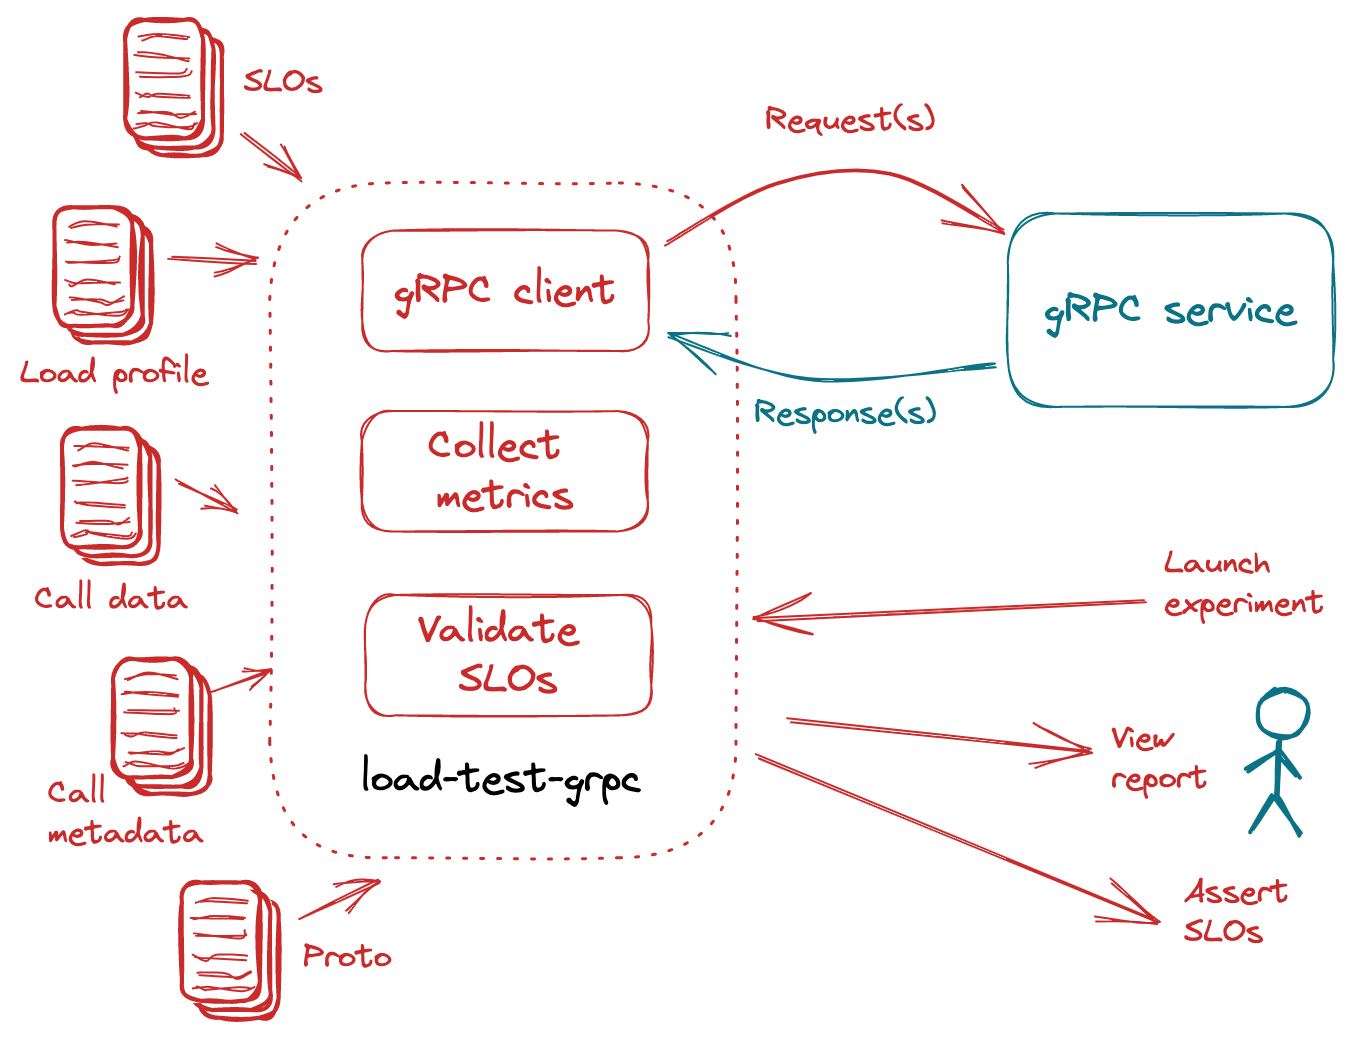 SLOs
Request(s)
gRPC client
gRPC service
Load profile
Response(s)
Collect
metrics
Call data
Launch
experiment
Validate
SLOs
View
report
load-test-grpc
Call
metadata
Assert
SLOs
Proto